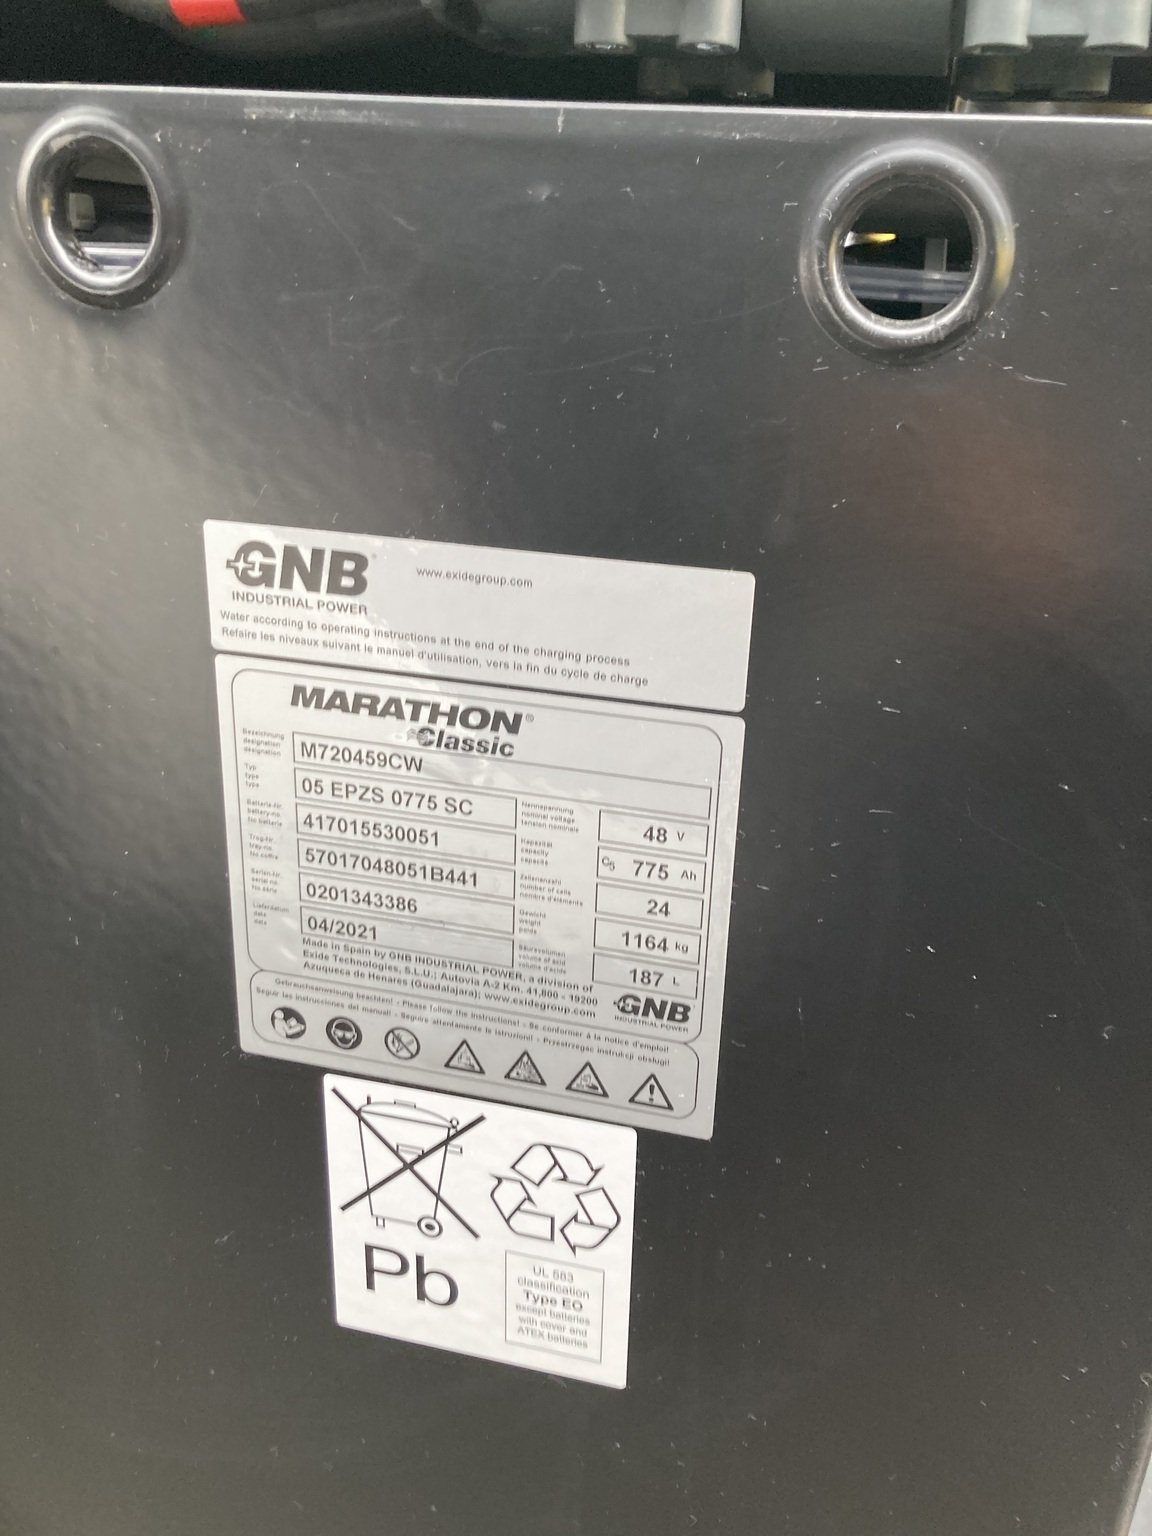 GNB
INDUSTRIAL POWER
www.exidegroup.com
Water according to operating instructions at the end of the charging process
Refaire les niveaux suivant le manuel d'utilisation, vers la fin du cycle de charge
MARATHON®
Classic
Bezeichnung
designation
désignation
M720459CW
Typ
type
type
05 EPZS 0775 SC
Batterie-Nr.
battery-no.
No batterie
417015530051
Trog-Nr.
tray-no.
No coffre
57017048051B441
Serien-Nr.
serial no.
No série
0201343386
Lieferdatum
date
date
04/2021
Nennspannung
nominal voltage
tension nominale
48 V
Kapazität
capacity
capacité
C5 775 Ah
Zellenanzahl
number of cells
nombre d'éléments
24
Gewicht
weight
poids
1164 kg
Säurevolumen
volume of acid
volume d'acide
187 L
Made in Spain by GNB INDUSTRIAL POWER, a division of
Exide Technologies, S.L.U.; Autovia A-2 Km. 41,800 - 19200
Azuqueca de Henares (Guadalajara); www.exidegroup.com
GNB
INDUSTRIAL POWER
Gebrauchsanweisung beachten! - Please follow the instructions! - Se conformer à la notice d'emploi!
Seguir las instrucciones del manual! - Seguire attentamente le istruzioni! - Przestrzegac instrukcji obslugi!
Pb
UL 583
classification
Type EO
except batteries
with cover and
ATEX batteries